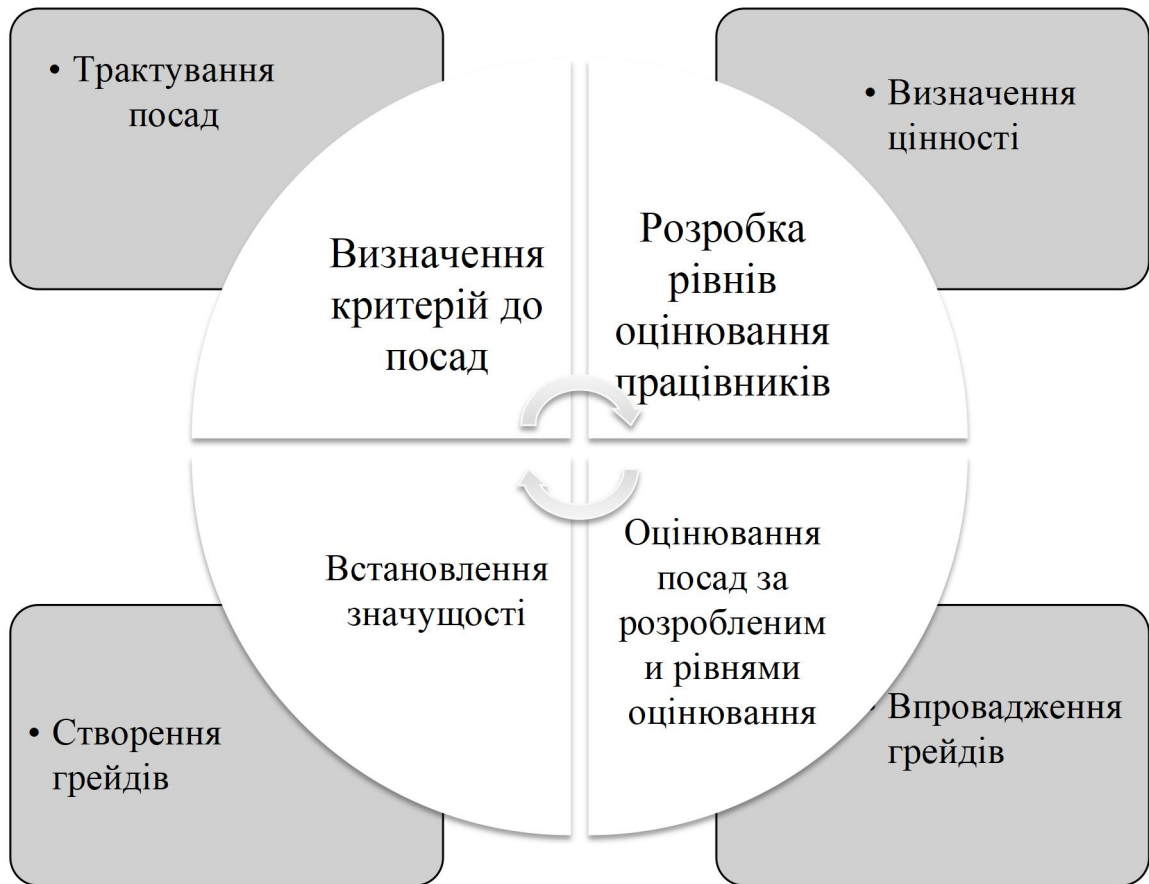 • Трактування
посад
• Визначення
цінності
Визначення
критерій до
посад
Розробка
рівнів
оцінювання
працівників
Встановлення
значущості
Оцінювання
посад за
розробленим
и рівнями
оцінювання
• Створення
грейдів
• Впровадження
грейдів